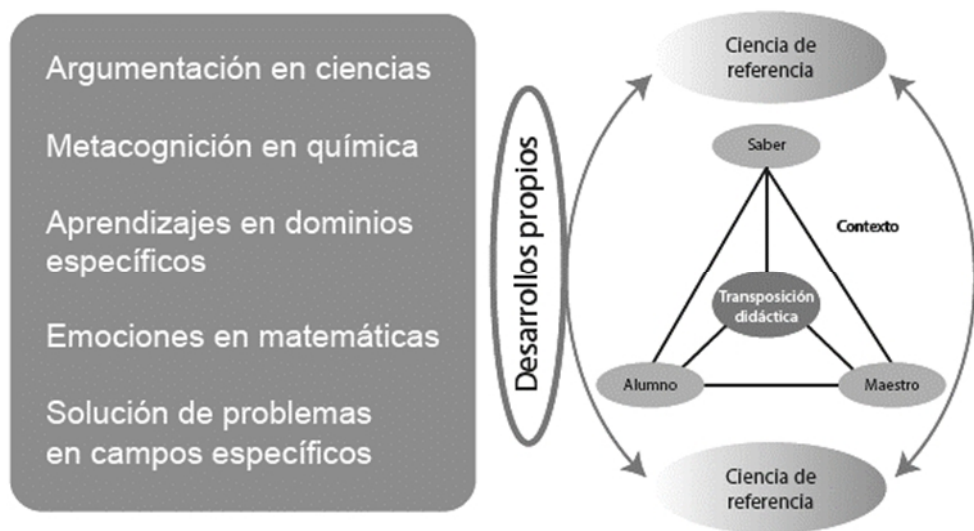 Argumentación en ciencias
Metacognición en química
Aprendizajes en dominios
específicos
Emociones en matemáticas
Solución de problemas
en campos específicos
Desarrollos propios
Ciencia de
referencia
Saber
Contexto
Transposición
didáctica
Alumno
Maestro
Ciencia de
referencia